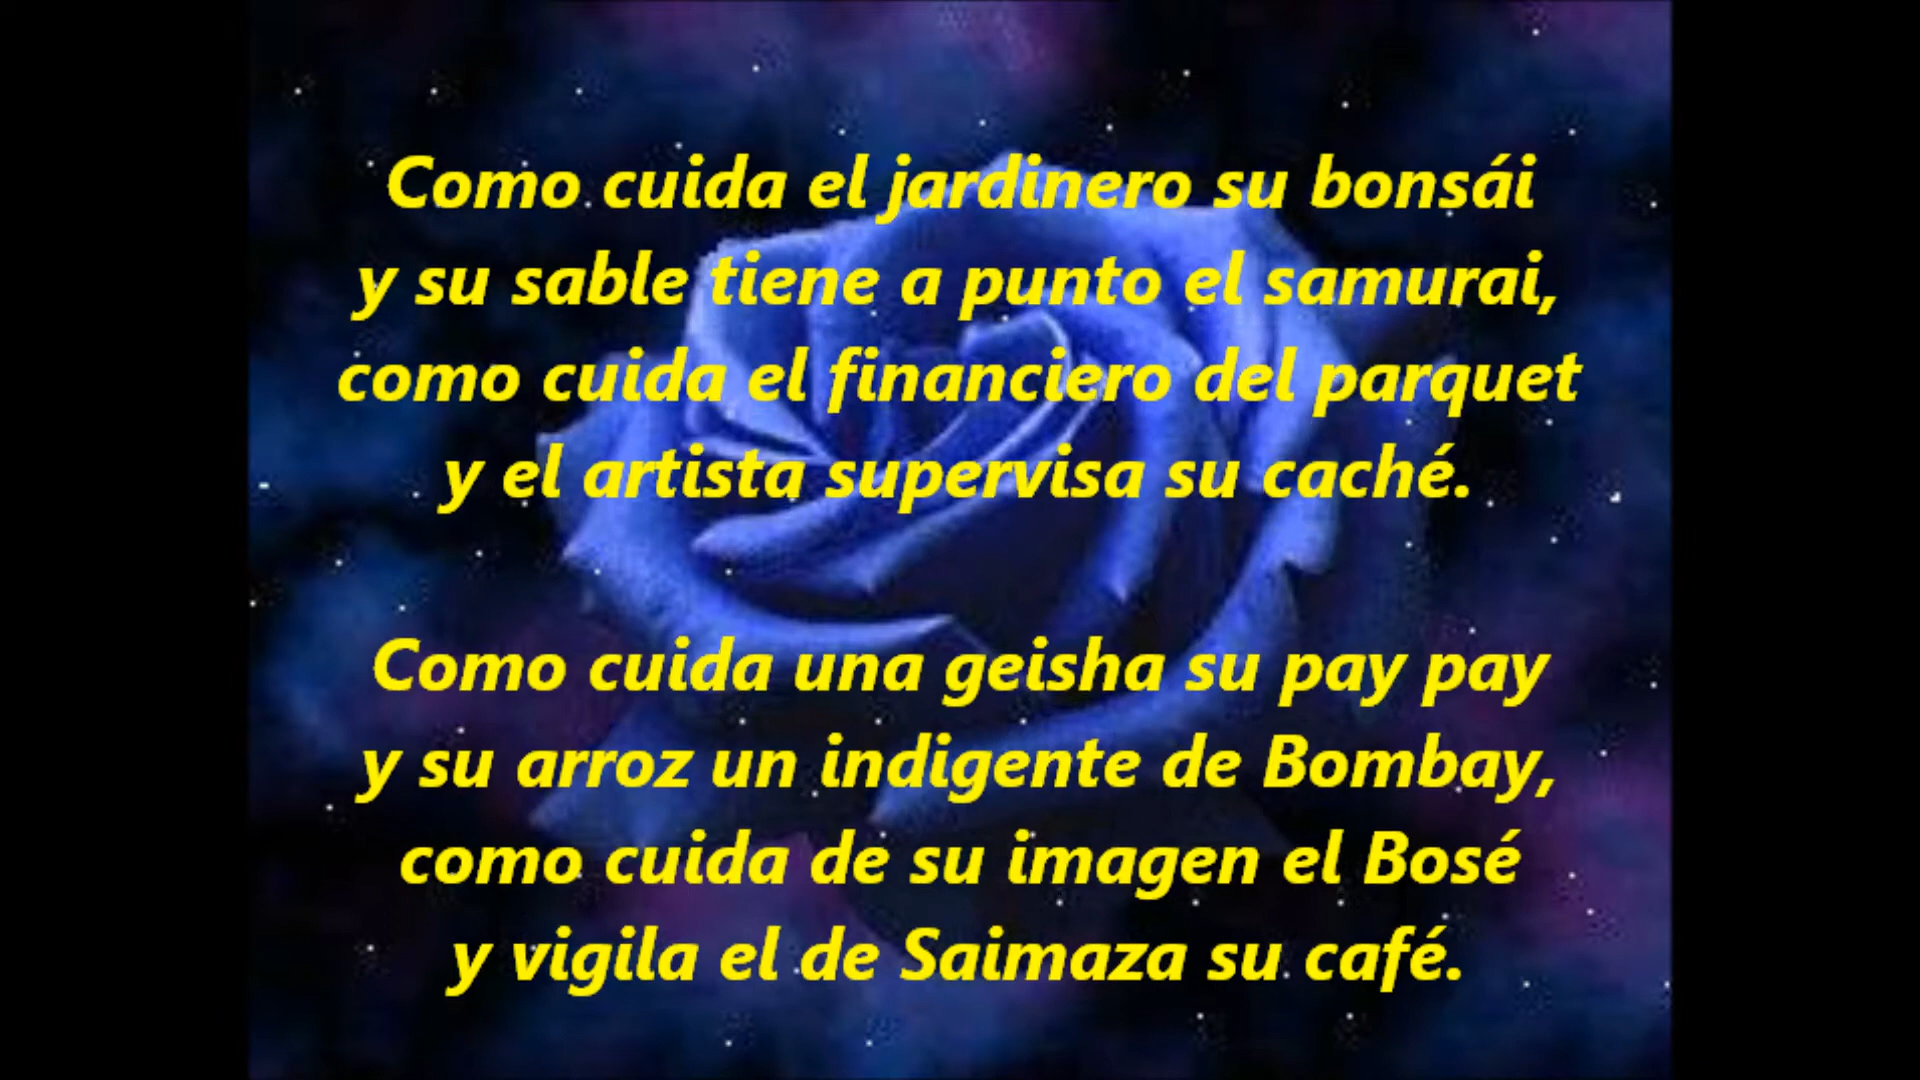 Como cuida el jardinero su bonsái
y su sable tiene a punto el samurai,
como cuida el financiero del parquet
y el artista supervisa su caché.
Como cuida una geisha su pay pay
y su arroz un indigente de Bombay,
como cuida de su imagen el Bosé
y vigila el de Saimaza su café.